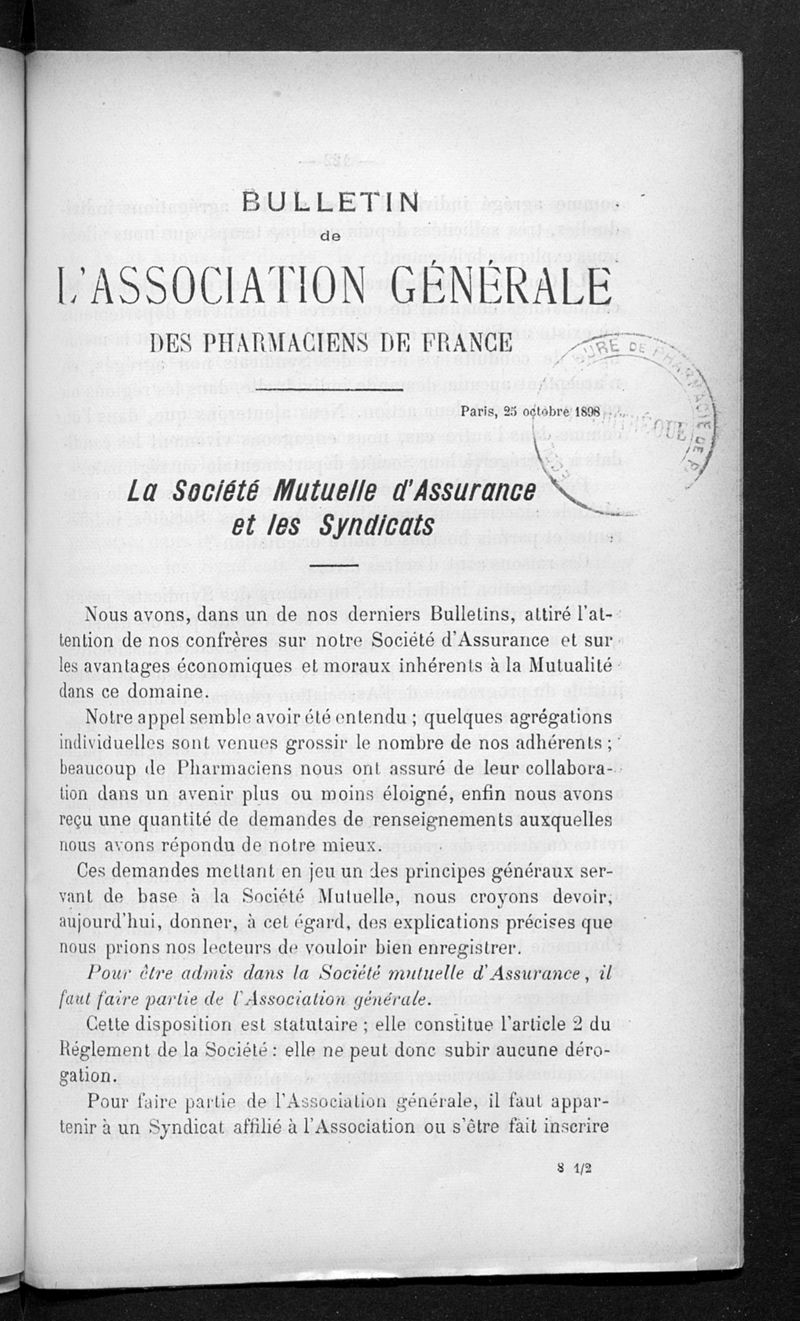 BULLETIN
de
L'ASSOCIATION GÉNÉRALE
DES PHARMACIENS DE FRANCE
URE DE PHARMACIE DE P
Paris, 25 octobre 1898
La Société Mutuelle d'Assurance
et les Syndicats
Nous avons, dans un de nos derniers Bulletins, attiré l'at-
tention de nos confrères sur notre Société d'Assurance et sur
les avantages économiques et moraux inhérents à la Mutualité
dans ce domaine.
Notre appel semble avoir été entendu ; quelques agrégations
individuelles sont venues grossir le nombre de nos adhérents ;
beaucoup de Pharmaciens nous ont assuré de leur collabora-
tion dans un avenir plus ou moins éloigné, enfin nous avons
reçu une quantité de demandes de renseignements auxquelles
nous avons répondu de notre mieux.
Ces demandes mettant en jeu un des principes généraux ser-
vant de base à la Société Mutuelle, nous croyons devoir,
aujourd'hui, donner, à cet égard, des explications précises que
nous prions nos lecteurs de vouloir bien enregistrer.
Pour être admis dans la Société mutuelle d'Assurance, il
faut faire partie de l'Association générale.
Cette disposition est statutaire ; elle constitue l'article 2 du
Réglement de la Société : elle ne peut donc subir aucune déro-
gation.
Pour faire partie de l'Association générale, il faut appar-
tenir à un Syndicat affilié à l'Association ou s'être fait inscrire
8 1/2